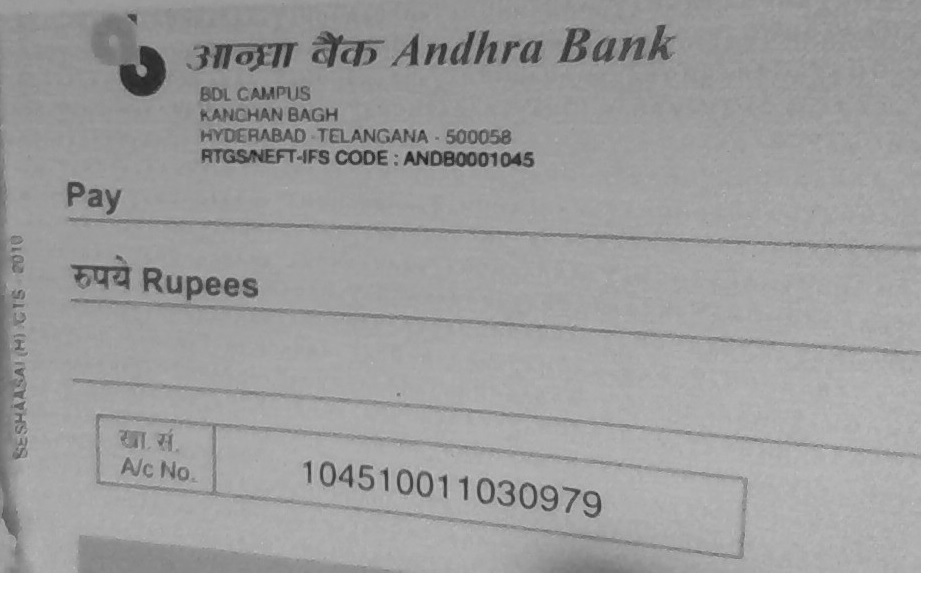 आन्ध्रा बैंक Andhra Bank
BDL CAMPUS
KANCHAN BAGH
HYDERABAD -TELANGANA - 500058
RTGS/NEFT-IFS CODE : ANDB0001045
Pay
रुपये Rupees
खा. सं.
A/c No.
104510011030979
SESHAASAI (H) /CTS - 2010